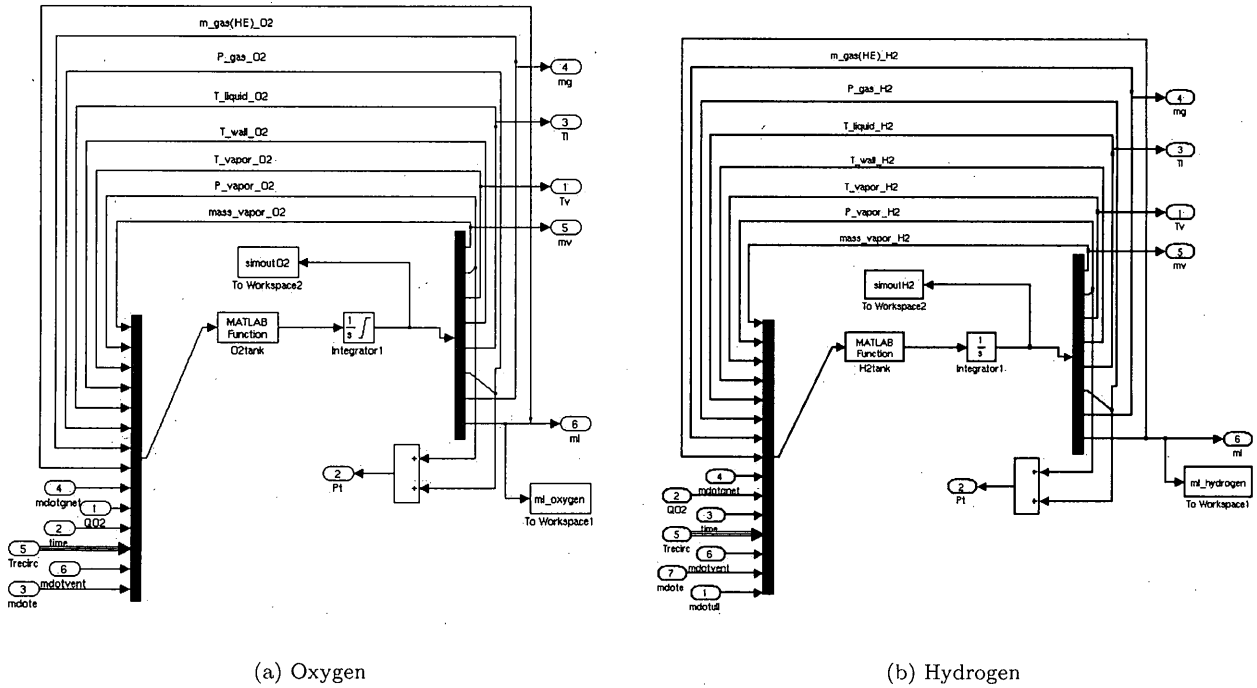 m_gas(HE)_O2
P_gas_O2
4
mg
T_liquid_O2
3
Tl
T_wall_O2
T_vapor_O2
1
Tv
P_vapor_O2
mass_vapor_O2
5
mv
simoutO2
To Workspace2
MATLAB
Function
O2tank
1
s
Integrator1
6
ml
2
Pt
+
+
ml_oxygen
To Workspace1
4
mdotgnet
1
QO2
2
time
5
Trecirc
6
mdotvent
3
mdote
(a) Oxygen
m_gas(HE)_H2
P_gas_H2
4
mg
T_liquid_H2
3
Tl
T_wall_H2
T_vapor_H2
1
Tv
P_vapor_H2
mass_vapor_H2
5
mv
simoutH2
To Workspace2
MATLAB
Function
H2tank
1
s
Integrator1
6
ml
2
Pt
+
+
ml_hydrogen
To Workspace1
4
mdotgnet
2
QO2
3
time
5
Trecirc
6
mdotvent
7
mdote
1
mdotull
(b) Hydrogen